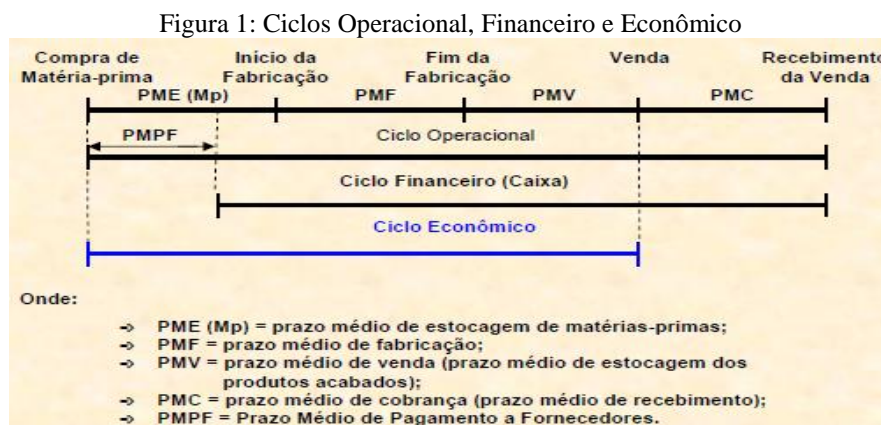 Figura 1: Ciclos Operacional, Financeiro e Econômico
Compra de Matéria-prima
Início da Fabricação
Fim da Fabricação
Venda
Recebimento da Venda
PME (Mp) PMF PMV PMC
PMPF Ciclo Operacional
Ciclo Financeiro (Caixa)
Ciclo Econômico
Onde:
-> PME (Mp) = prazo médio de estocagem de matérias-primas;
-> PMF = prazo médio de fabricação;
-> PMV = prazo médio de venda (prazo médio de estocagem dos
produtos acabados);
-> PMC = prazo médio de cobrança (prazo médio de recebimento);
-> PMPF = Prazo Médio de Pagamento a Fornecedores.